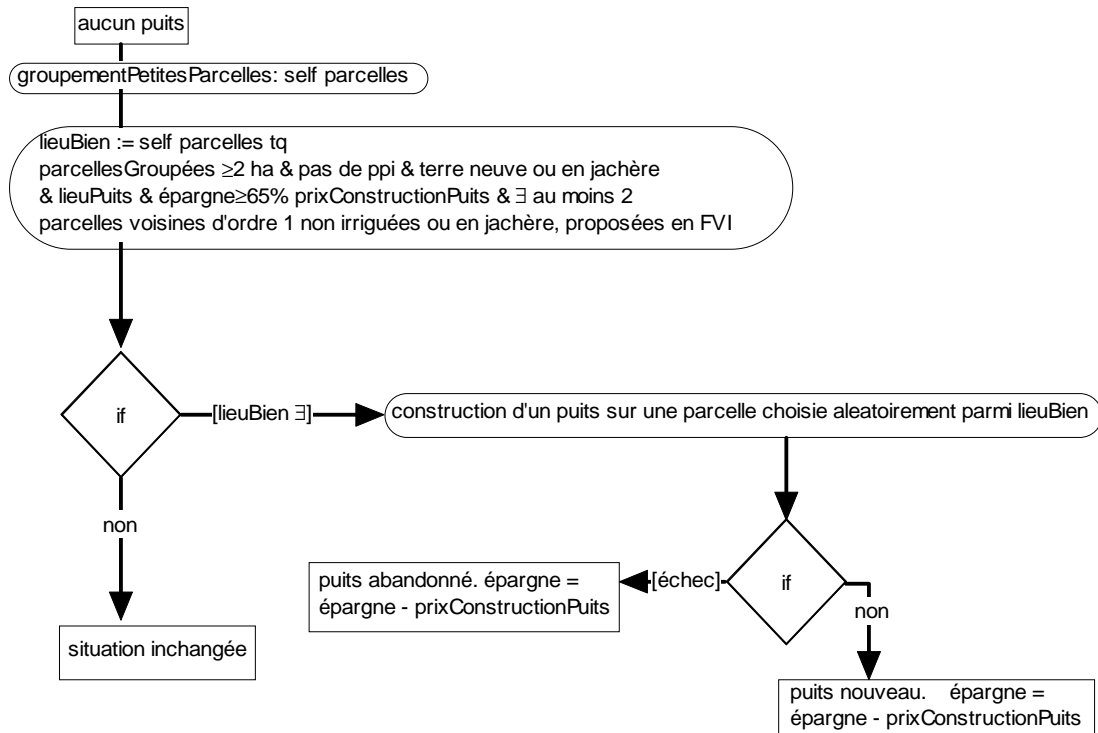 aucun puits
groupementPetitesParcelles: self parcelles
lieuBien := self parcelles tq
parcellesGroupées ≥2 ha & pas de ppi & terre neuve ou en jachère
& lieuPuits & épargne≥65% prixConstructionPuits & ∃ au moins 2
parcelles voisines d'ordre 1 non irriguées ou en jachère, proposées en FVI
if
[lieuBien ∃]
construction d'un puits sur une parcelle choisie aleatoirement parmi lieuBien
non
situation inchangée
if
[échec]
puits abandonné. épargne =
épargne - prixConstructionPuits
non
puits nouveau. épargne =
épargne - prixConstructionPuits